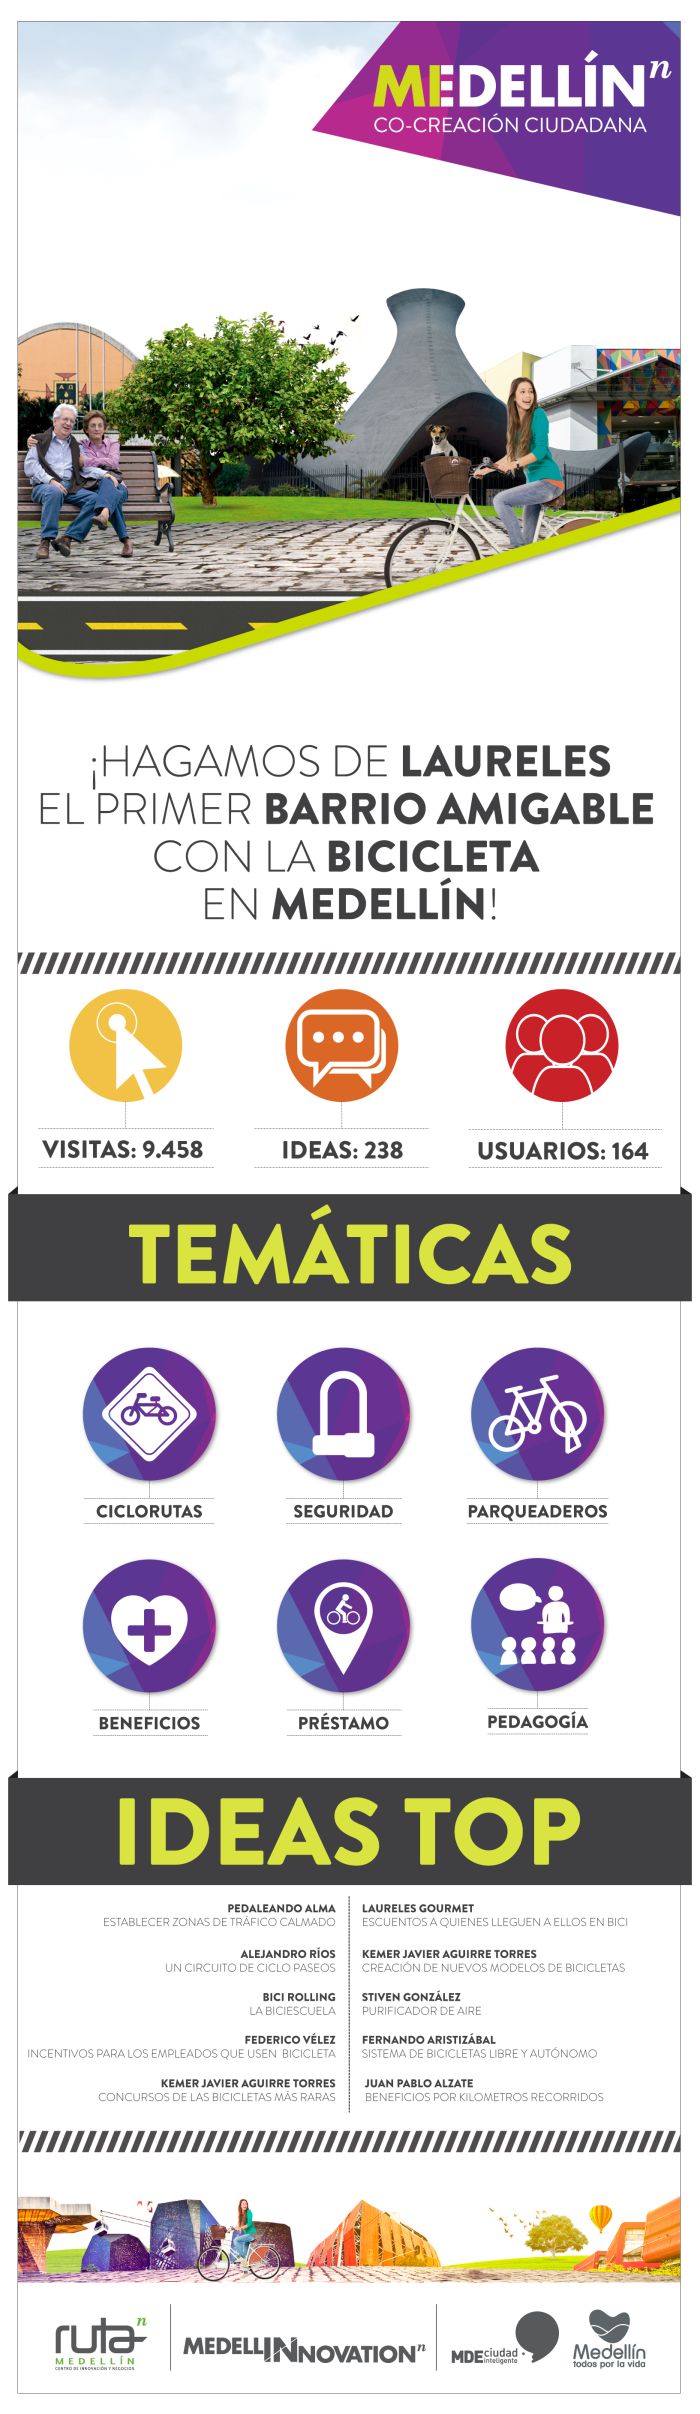 MEDELLÍNⁿ
CO-CREACIÓN CIUDADANA
¡HAGAMOS DE LAURELES
EL PRIMER BARRIO AMIGABLE
CON LA BICICLETA
EN MEDELLÍN!
VISITAS: 9.458
IDEAS: 238
USUARIOS: 164
TEMÁTICAS
CICLORUTAS
SEGURIDAD
PARQUEADEROS
BENEFICIOS
PRÉSTAMO
PEDAGOGÍA
IDEAS TOP
PEDALEANDO ALMA
ESTABLECER ZONAS DE TRÁFICO CALMADO
ALEJANDRO RÍOS
UN CIRCUITO DE CICLO PASEOS
BICI ROLLING
LA BICIESCUELA
FEDERICO VÉLEZ
INCENTIVOS PARA LOS EMPLEADOS QUE USEN BICICLETA
KEMER JAVIER AGUIRRE TORRES
CONCURSOS DE LAS BICICLETAS MÁS RARAS
LAURELES GOURMET
ESCUENTOS A QUIENES LLEGUEN A ELLOS EN BICI
KEMER JAVIER AGUIRRE TORRES
CREACIÓN DE NUEVOS MODELOS DE BICICLETAS
STIVEN GONZÁLEZ
PURIFICADOR DE AIRE
FERNANDO ARISTIZÁBAL
SISTEMA DE BICICLETAS LIBRE Y AUTÓNOMO
JUAN PABLO ALZATE
BENEFICIOS POR KILOMETROS RECORRIDOS
rutaⁿ
MEDELLÍN
CENTRO DE INNOVACIÓN Y NEGOCIOS
MEDELLINNOVATIONⁿ
MDE ciudad
inteligente
Medellín
todos por la vida